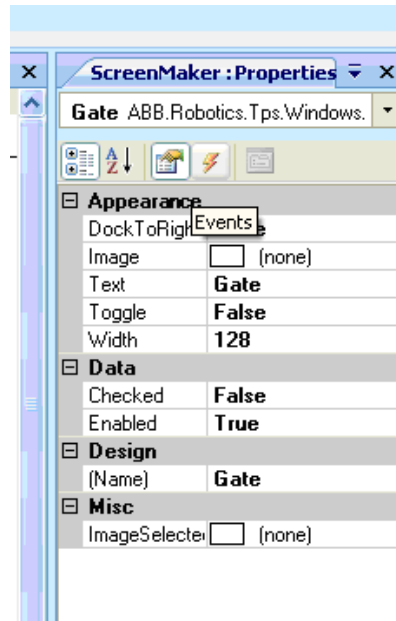 ScreenMaker : Properties
Gate ABB.Robotics.Tps.Windows.
A
Z
Appearance
Events
DockToRigh
Image (none)
Text Gate
Toggle False
Width 128
Data
Checked False
Enabled True
Design
(Name) Gate
Misc
ImageSelecte (none)